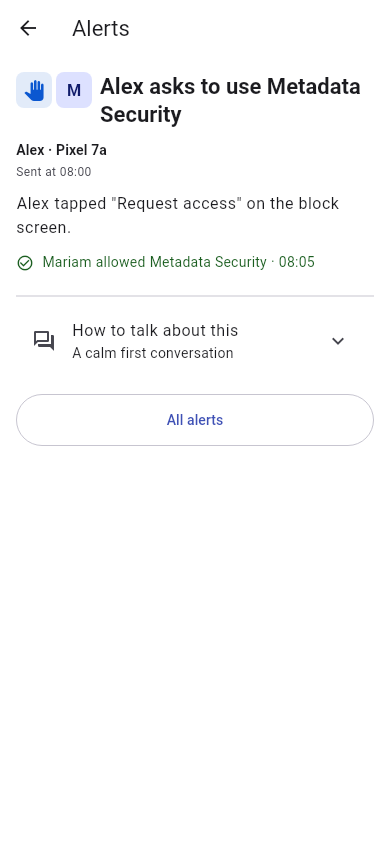 Alerts
M
Alex asks to use Metadata
Security
Alex · Pixel 7a
Sent at 08:00
Alex tapped "Request access" on the block
screen.
Mariam allowed Metadata Security · 08:05
How to talk about this
A calm first conversation
All alerts